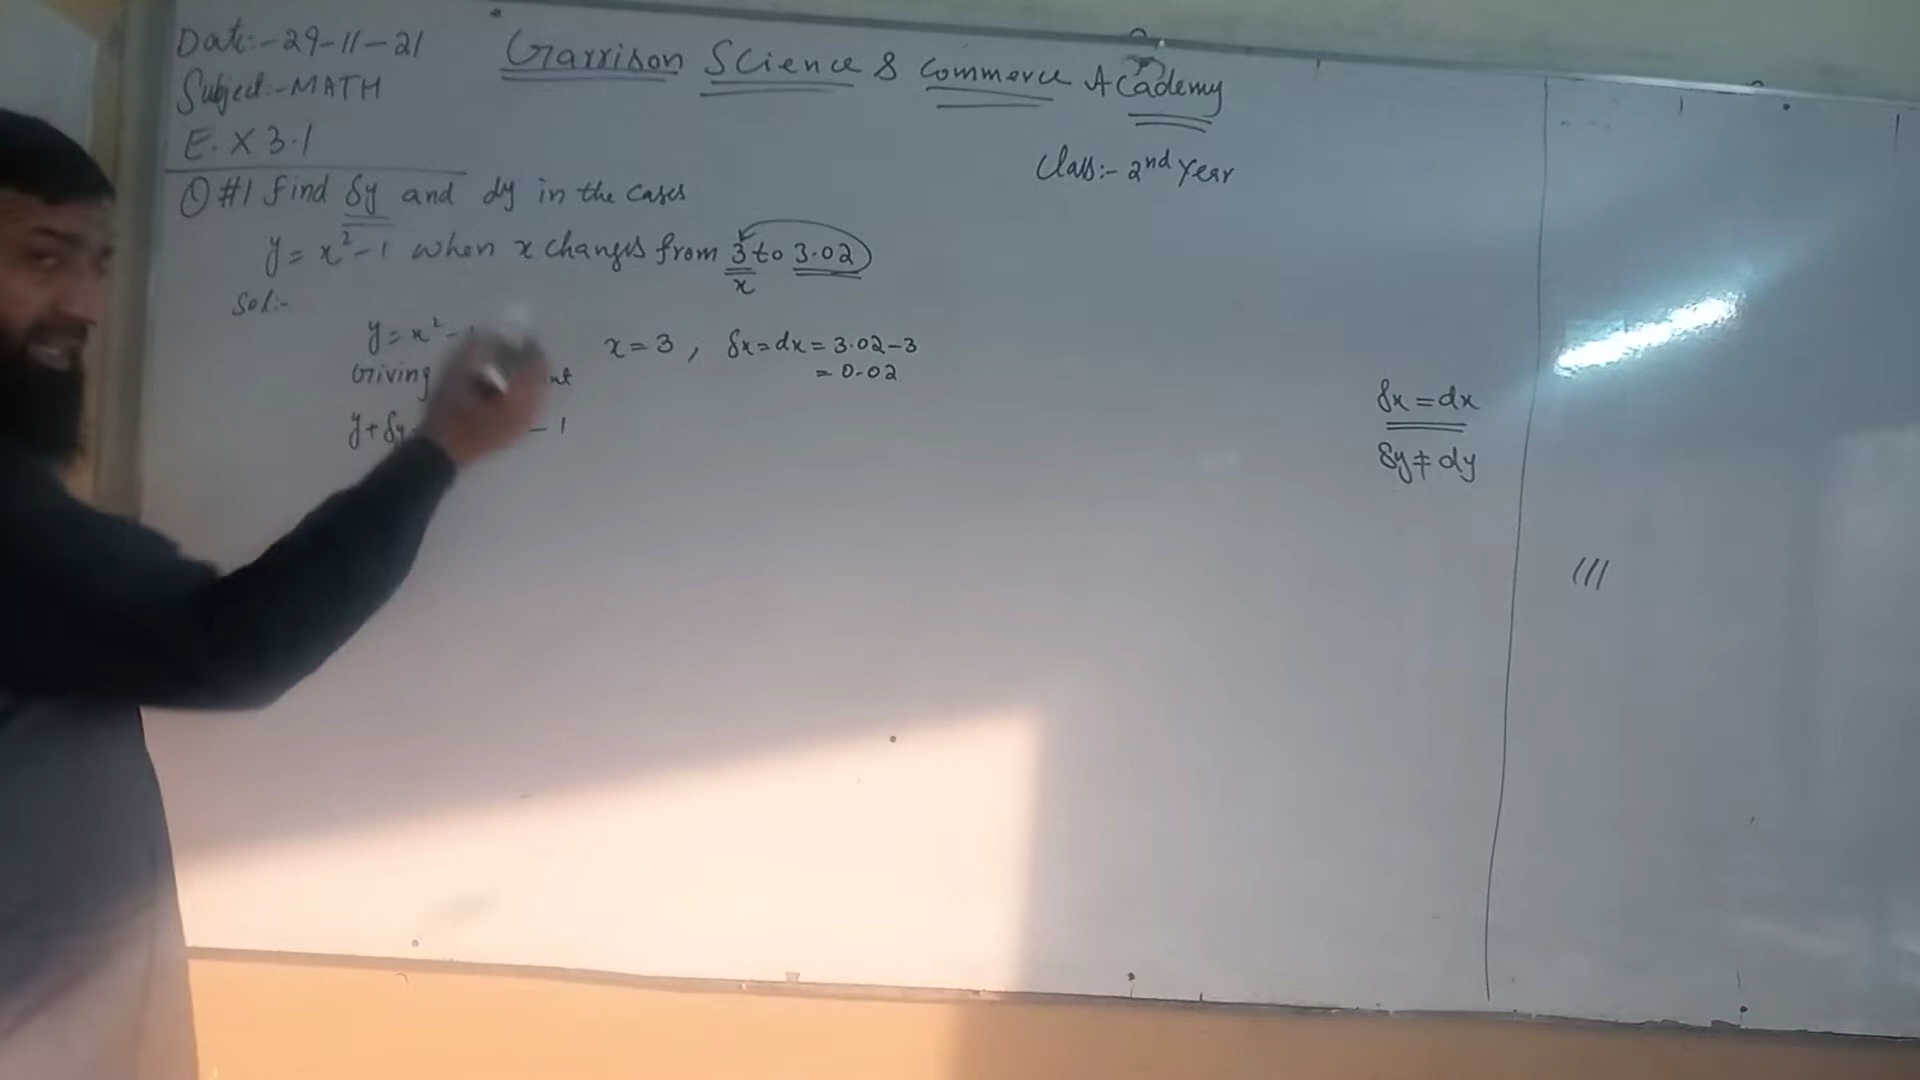 Date:-29-11-21
Subject:-MATH
Garrison Science & Commerce Academy
Class:- 2nd Year
E.X 3.1
Q#1 Find δy and dy in the cases
y = x² - 1 when x changes from 3 to 3.02
x
Sol:-
y = x² -
x = 3 , δx = dx = 3.02 - 3
= 0.02
Giving
y + δy
- 1
δx = dx
δy ≠ dy
///